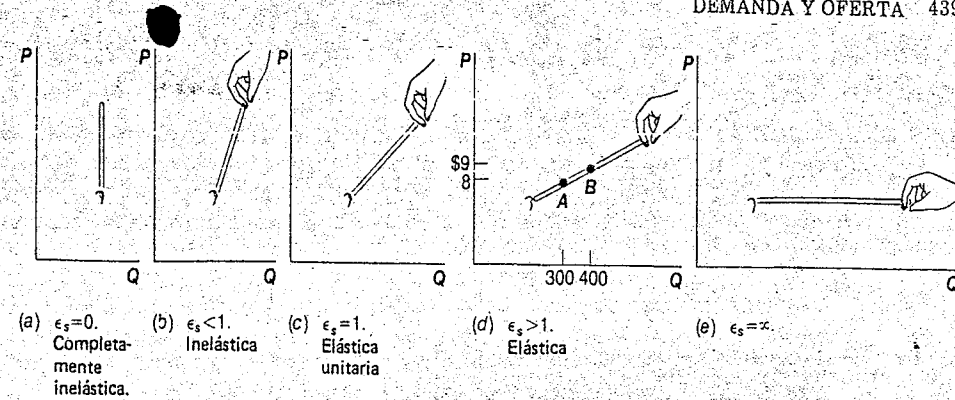 DEMANDA Y OFERTA 439
P
P
P
P
P
$9
8
A
B
300 400
Q
Q
Q
Q
Q
(a) ϵs=0.
Completa-
mente
inelástica.
(b) ϵs<1.
Inelástica
(c) ϵs=1.
Elástica
unitaria
(d) ϵs>1.
Elástica
(e) ϵs=∞.